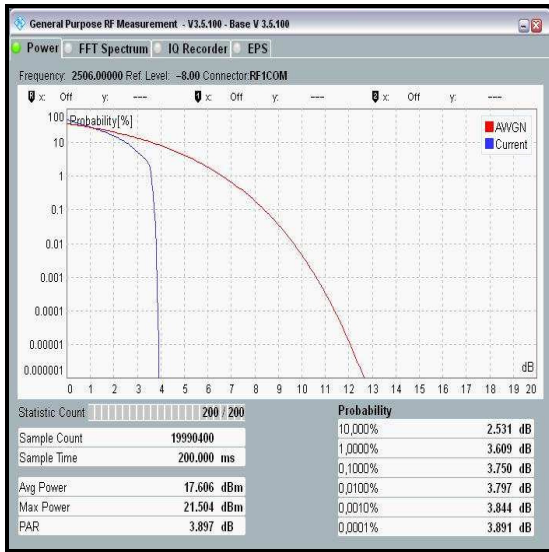 General Purpose RF Measurement - V3.5.100 - Base V 3.5.100
Power FFT Spectrum IQ Recorder EPS
Frequency: 2506.00000 Ref. Level: -8.00 Connector:RF1COM
R x: Off y: --- 1 x: Off y: --- 2 x: Off y: ---
Probability[%]
AWGN
Current
100
10
1
0.1
0.01
0.001
0.0001
0.00001
0.000001
dB
0 1 2 3 4 5 6 7 8 9 10 11 12 13 14 15 16 17 18 19 20
Statistic Count 200 / 200
Sample Count 19990400
Sample Time 200.000 ms
Avg Power 17.606 dBm
Max Power 21.504 dBm
PAR 3.897 dB
Probability
10,000% 2.531 dB
1,0000% 3.609 dB
0,1000% 3.750 dB
0,0100% 3.797 dB
0,0010% 3.844 dB
0,0001% 3.891 dB